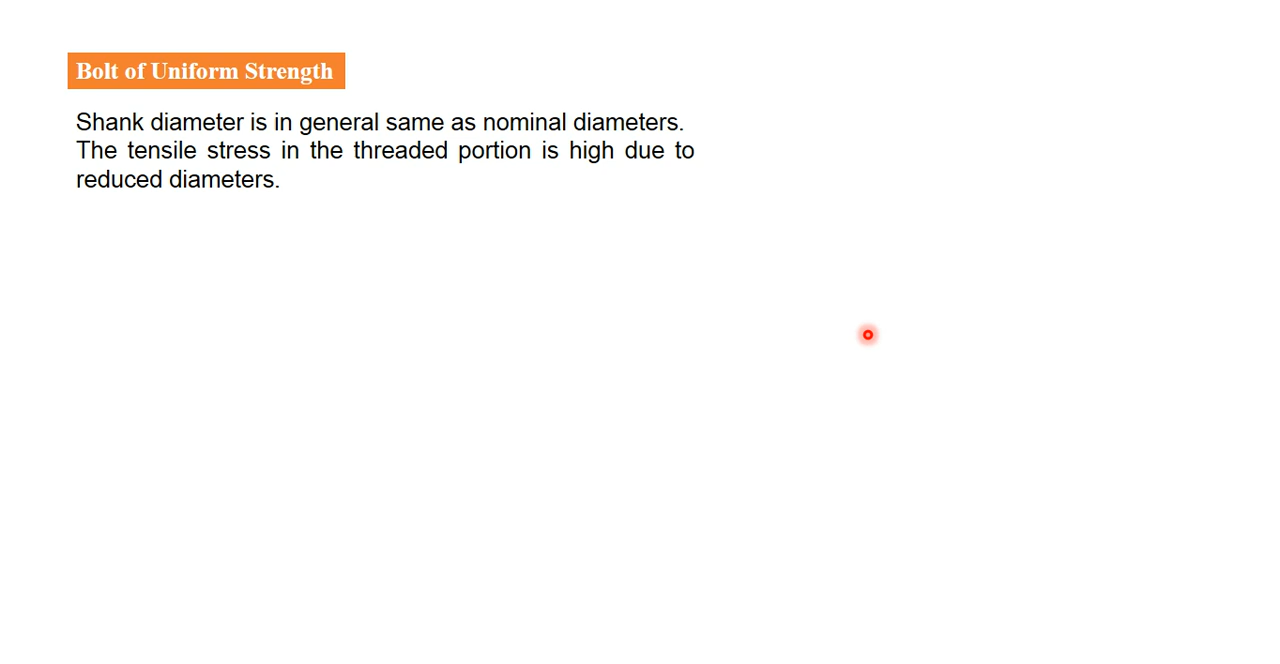 Bolt of Uniform Strength
Shank diameter is in general same as nominal diameters.
The tensile stress in the threaded portion is high due to
reduced diameters.